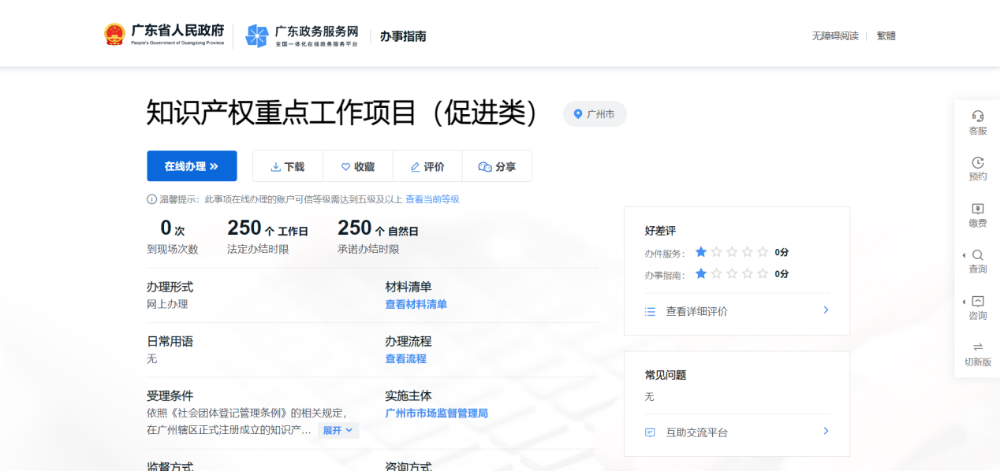 广东省人民政府
People's Government of Guangdong Province
广东政务服务网
全国一体化在线政务服务平台
办事指南
无障碍阅读
繁體
知识产权重点工作项目（促进类）
广州市
在线办理
下载
收藏
评价
分享
温馨提示：此事项在线办理的账户可信等级需达到五级及以上 查看当前等级
0 次
到现场次数
250 个 工作日
法定办结时限
250 个 自然日
承诺办结时限
办理形式
网上办理
材料清单
查看材料清单
日常用语
无
办理流程
查看流程
受理条件
依照《社会团体登记管理条例》的相关规定，
在广州辖区正式注册成立的知识产... 展开
实施主体
广州市市场监督管理局
监督方式
咨询方式
好差评
办件服务： 0分
办事指南： 0分
查看详细评价
常见问题
无
互助交流平台
客服
预约
缴费
查询
咨询
切新版